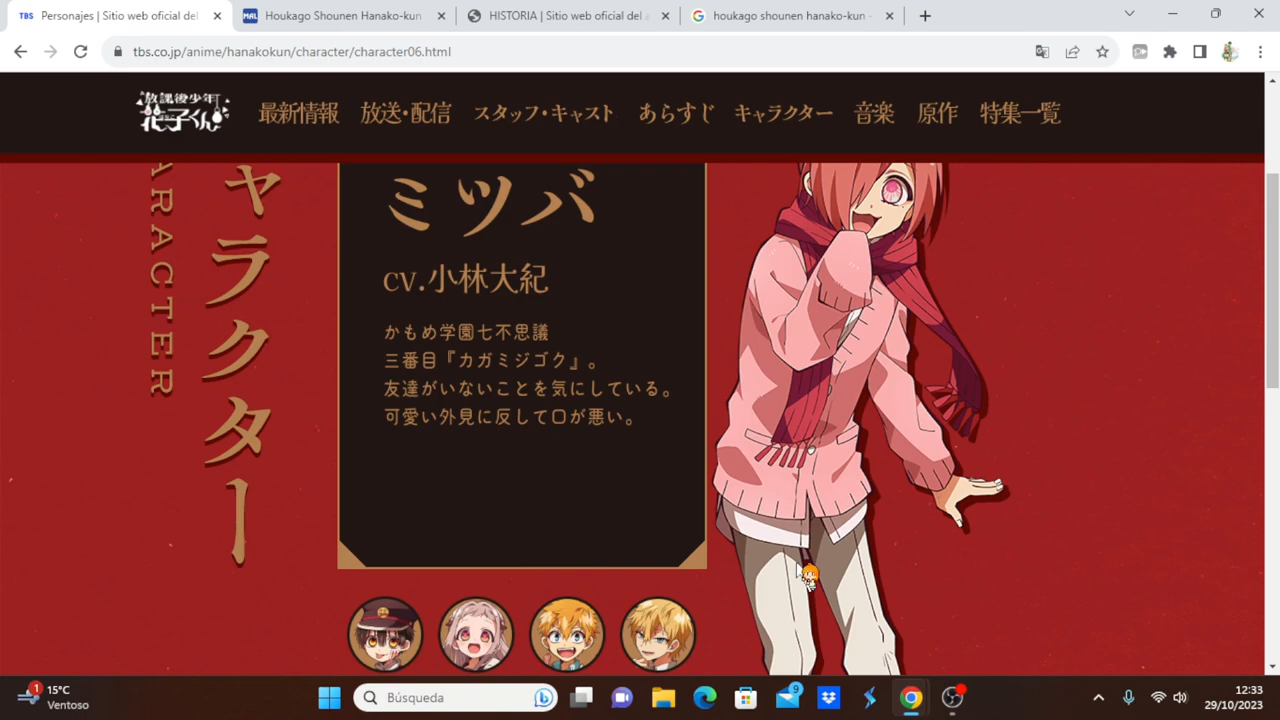 TBS Personajes | Sitio web oficial del
MAL Houkago Shounen Hanako-kun
HISTORIA | Sitio web oficial del a
houkago shounen hanako-kun -
tbs.co.jp/anime/hanakokun/character/character06.html
放課後少年
花子くん
最新情報 放送・配信 スタッフ・キャスト あらすじ キャラクター 音楽 原作 特集一覧
ャラクター
ARACTER
ミツバ
cv.小林大紀
かもめ学園七不思議
三番目『カガミジゴク』。
友達がいないことを気にしている。
可愛い外見に反して口が悪い。
1
15°C
Ventoso
Búsqueda
9
12:33
29/10/2023